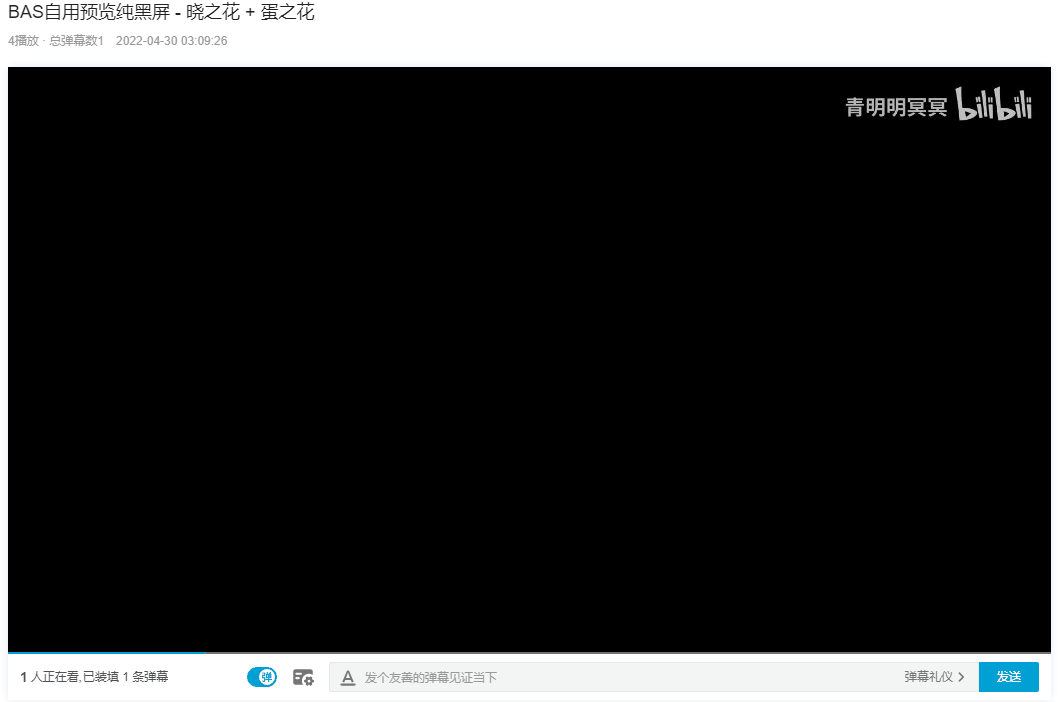 BAS自用预览纯黑屏 - 晓之花 + 蛋之花
4播放 · 总弹幕数1 2022-04-30 03:09:26
青明明冥冥 bilibili
1 人正在看,已装填 1 条弹幕 弹 A 发个友善的弹幕见证当下 弹幕礼仪 发送